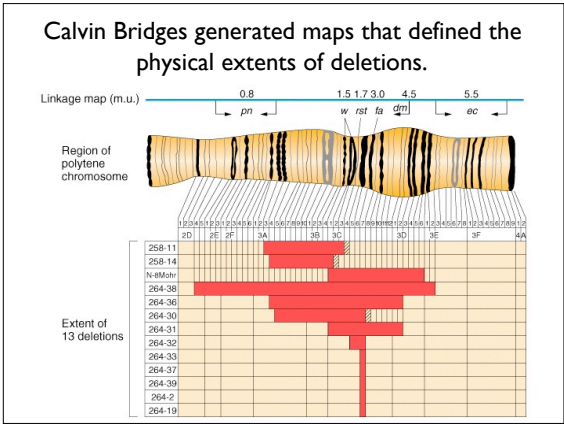 Calvin Bridges generated maps that defined the
physical extents of deletions.
Linkage map (m.u.)
0.8 1.5 1.7 3.0 4.5 5.5
pn w rst fa dm ec
Region of
polytene
chromosome
2D 2E 2F 3A 3B 3C 3D 3E 3F 4A
Extent of
13 deletions
258-11
258-14
N-8Mohr
264-38
264-36
264-30
264-31
264-32
264-33
264-37
264-39
264-2
264-19